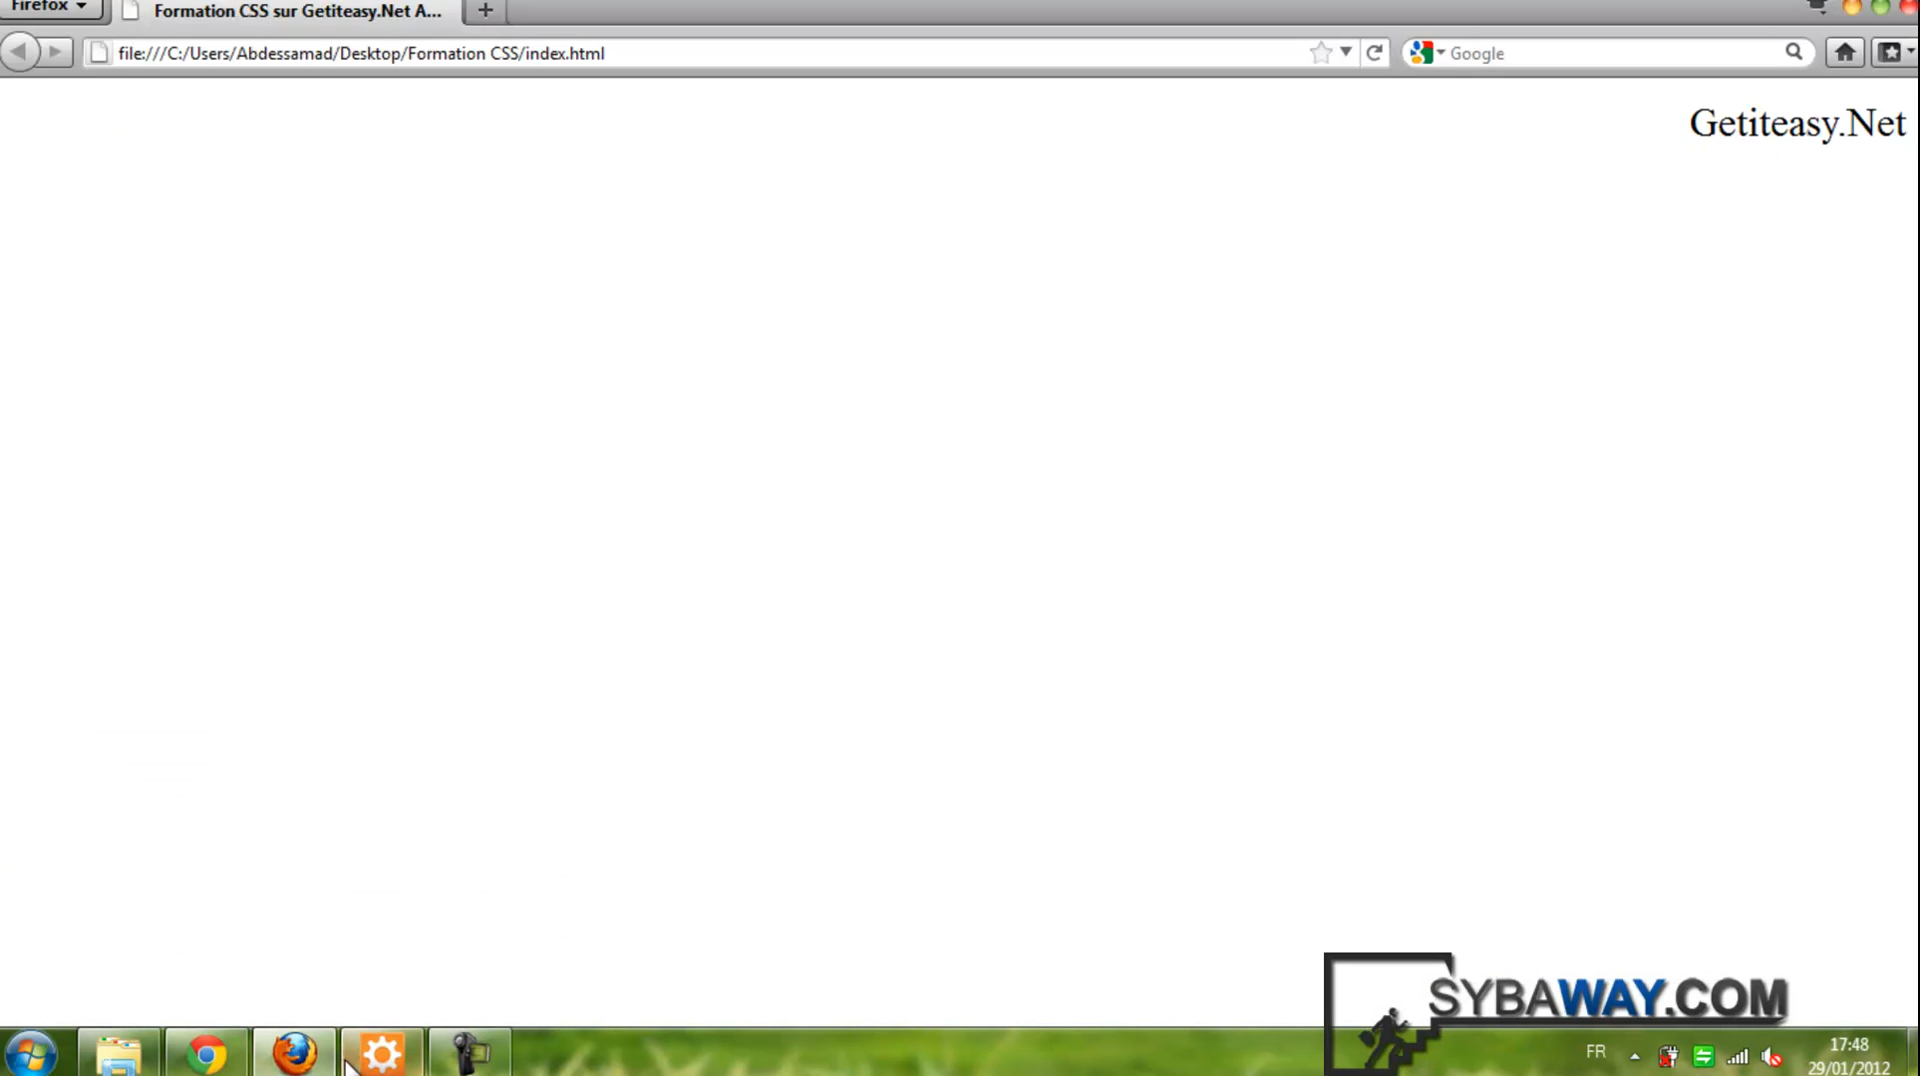 Firefox
Formation CSS sur Getiteasy.Net A...
file:///C:/Users/Abdessamad/Desktop/Formation CSS/index.html
Google
Getiteasy.Net
SYBAWAY.COM
FR
17:48
29/01/2012